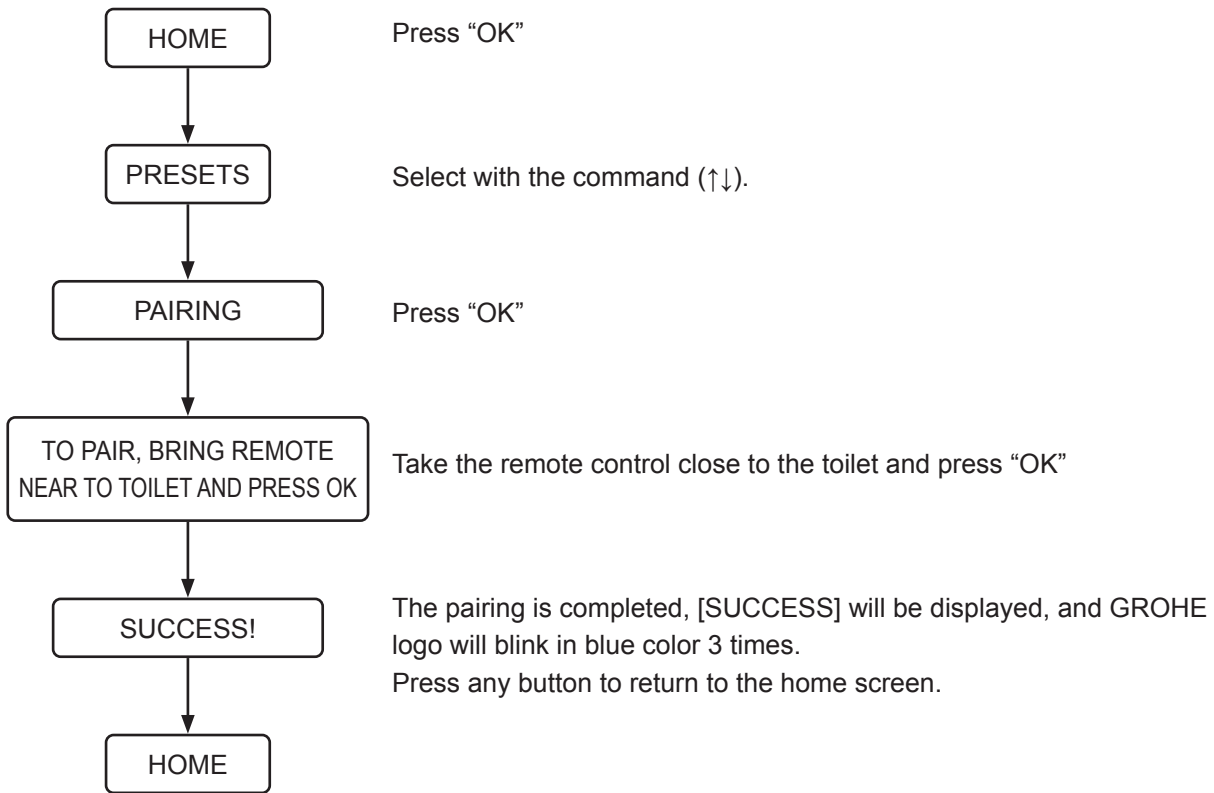 HOME
Press “OK”
PRESETS
Select with the command (↑↓).
PAIRING
Press “OK”
TO PAIR, BRING REMOTE
NEAR TO TOILET AND PRESS OK
Take the remote control close to the toilet and press “OK”
SUCCESS!
The pairing is completed, [SUCCESS] will be displayed, and GROHE
logo will blink in blue color 3 times.
Press any button to return to the home screen.
HOME